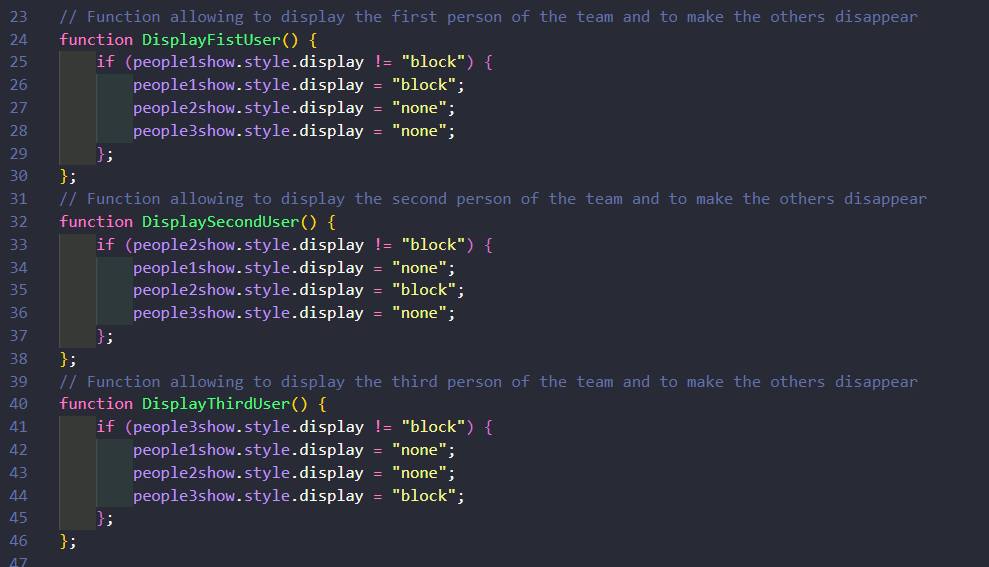 23 // Function allowing to display the first person of the team and to make the others disappear
24 function DisplayFistUser() {
25     if (people1show.style.display != "block") {
26         people1show.style.display = "block";
27         people2show.style.display = "none";
28         people3show.style.display = "none";
29     };
30 };
31 // Function allowing to display the second person of the team and to make the others disappear
32 function DisplaySecondUser() {
33     if (people2show.style.display != "block") {
34         people1show.style.display = "none";
35         people2show.style.display = "block";
36         people3show.style.display = "none";
37     };
38 };
39 // Function allowing to display the third person of the team and to make the others disappear
40 function DisplayThirdUser() {
41     if (people3show.style.display != "block") {
42         people1show.style.display = "none";
43         people2show.style.display = "none";
44         people3show.style.display = "block";
45     };
46 };
47